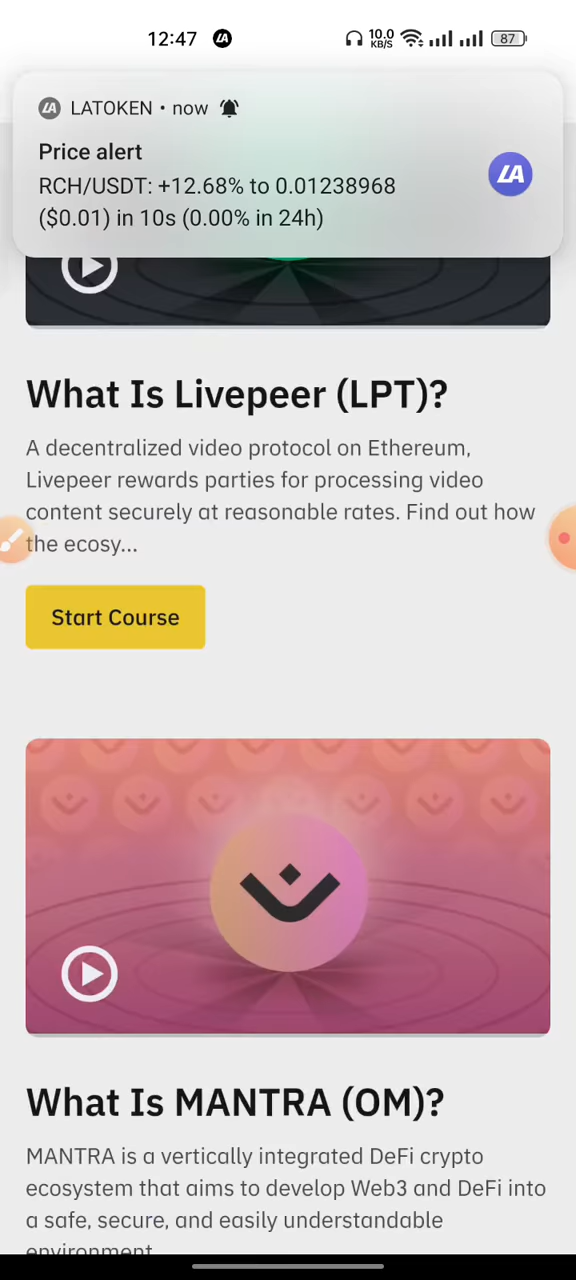 12:47
10.0
KB/S
87
LATOKEN • now
Price alert
RCH/USDT: +12.68% to 0.01238968
($0.01) in 10s (0.00% in 24h)
What Is Livepeer (LPT)?
A decentralized video protocol on Ethereum,
Livepeer rewards parties for processing video
content securely at reasonable rates. Find out how
the ecosy...
Start Course
What Is MANTRA (OM)?
MANTRA is a vertically integrated DeFi crypto
ecosystem that aims to develop Web3 and DeFi into
a safe, secure, and easily understandable
environment